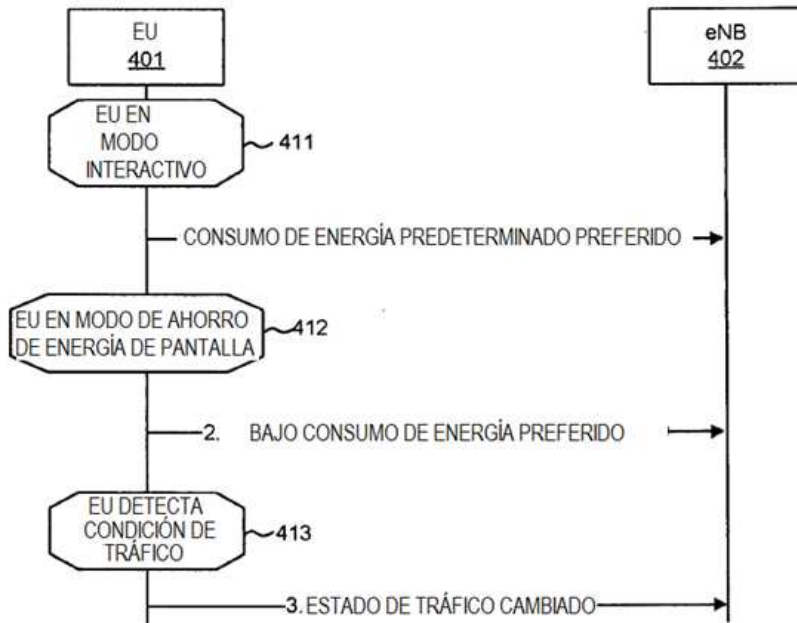 EU
401
eNB
402
EU EN
MODO
INTERACTIVO
411
CONSUMO DE ENERGÍA PREDETERMINADO PREFERIDO
EU EN MODO DE AHORRO
DE ENERGÍA DE PANTALLA
412
2. BAJO CONSUMO DE ENERGÍA PREFERIDO
EU DETECTA
CONDICIÓN DE
TRÁFICO
413
3. ESTADO DE TRÁFICO CAMBIADO